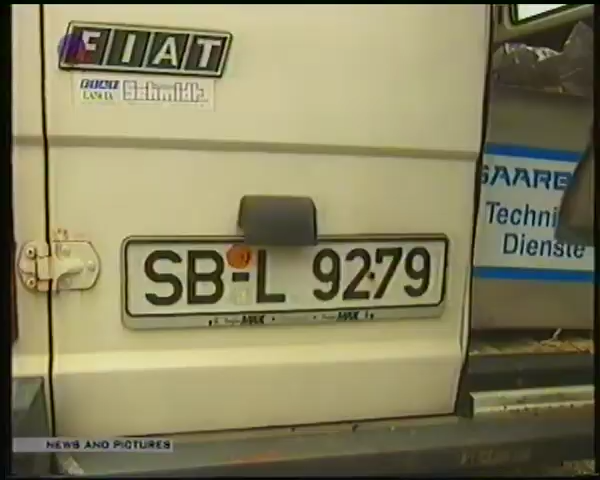 FIAT
Schmidt
SB-L 9279
SAARB
Techni
Dienste
NEWS AND PICTURES